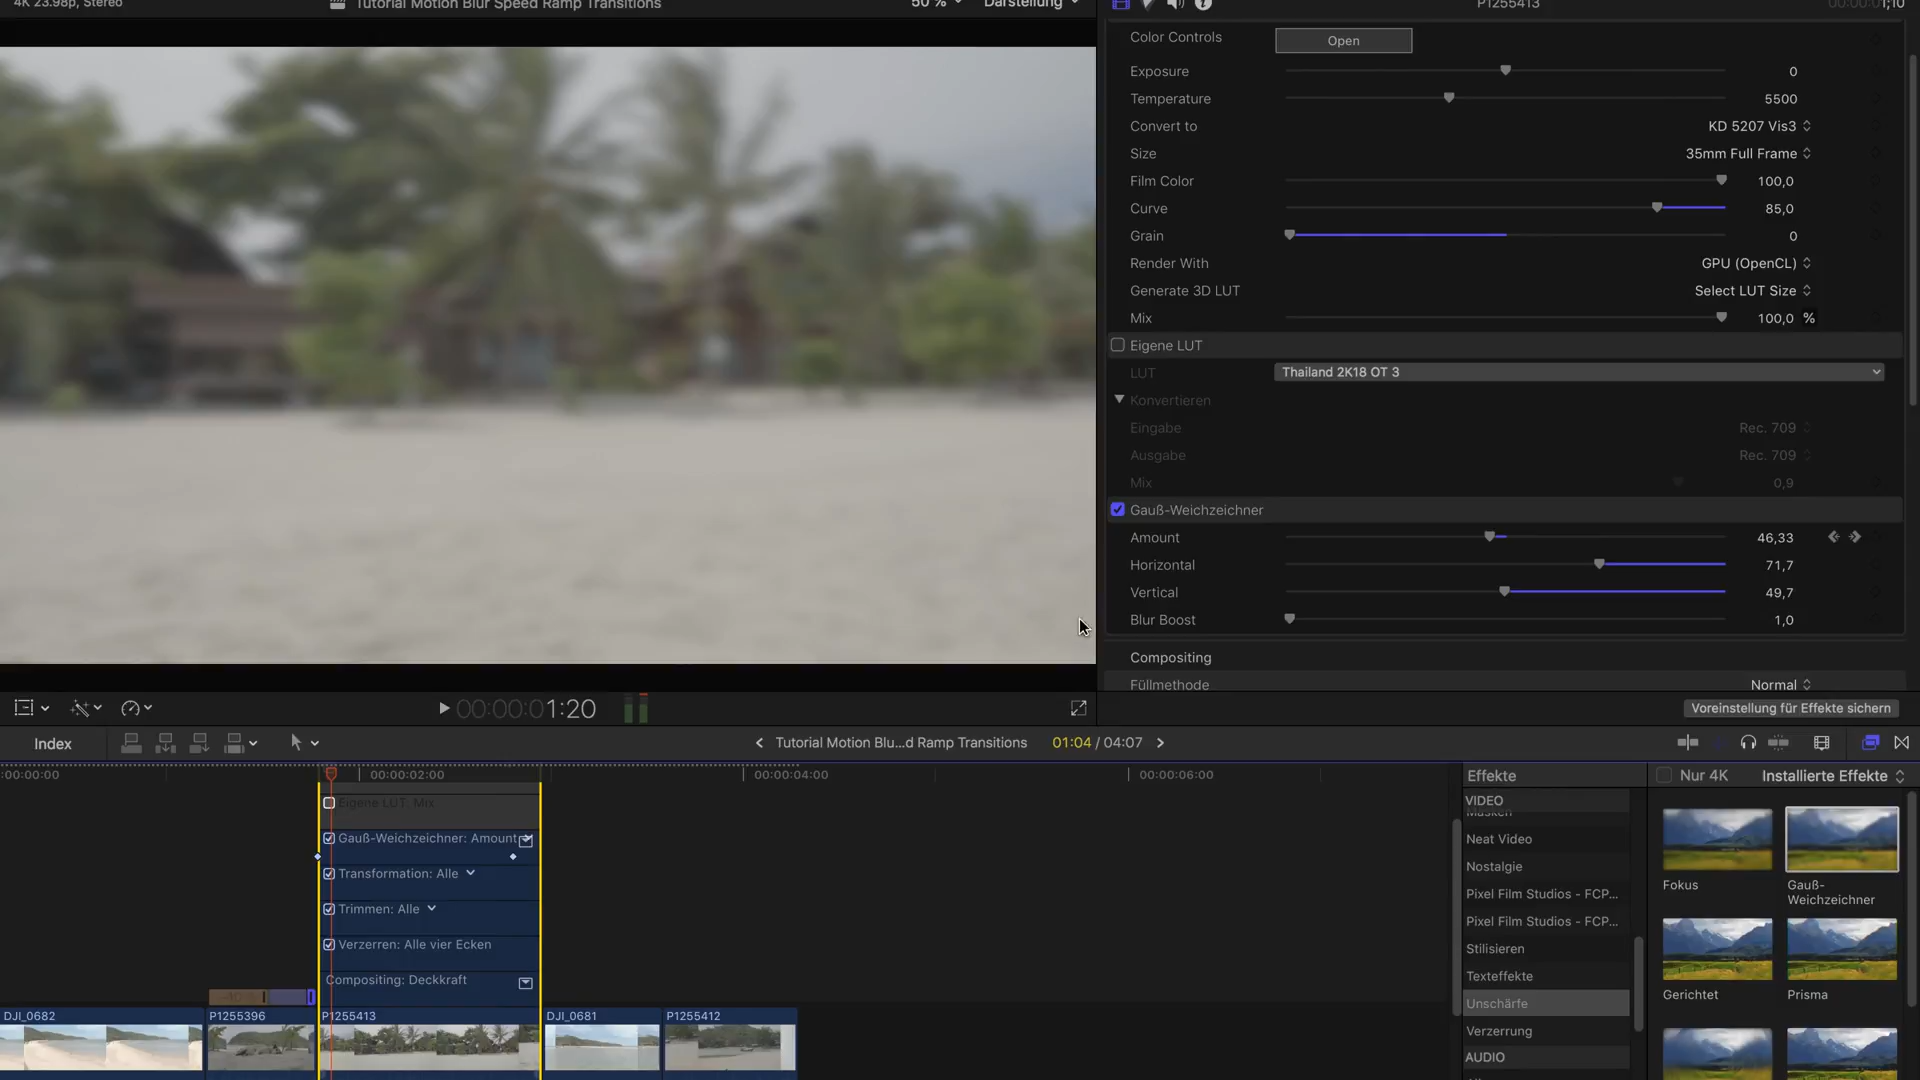 4K 23.98p, Stereo
Tutorial Motion Blur Speed Ramp Transitions
50 %
Darstellung
P1255413
00:00:01:10
Color Controls
Open
Exposure
0
Temperature
5500
Convert to
KD 5207 Vis3
Size
35mm Full Frame
Film Color
100,0
Curve
85,0
Grain
0
Render With
GPU (OpenCL)
Generate 3D LUT
Select LUT Size
Mix
100,0 %
Eigene LUT
LUT
Thailand 2K18 OT 3
Konvertieren
Eingabe
Rec. 709
Ausgabe
Rec. 709
Mix
0,9
Gauß-Weichzeichner
Amount
46,33
Horizontal
71,7
Vertical
49,7
Blur Boost
1,0
Compositing
Füllmethode
Normal
00:00:01:20
Voreinstellung für Effekte sichern
Index
Tutorial Motion Blu...d Ramp Transitions
01:04 / 04:07
:00:00:00
00:00:02:00
00:00:04:00
00:00:06:00
Eigene LUT: Mix
Gauß-Weichzeichner: Amount
Transformation: Alle
Trimmen: Alle
Verzerren: Alle vier Ecken
Compositing: Deckkraft
DJI_0682
P1255396
P1255413
DJI_0681
P1255412
Effekte
Nur 4K
Installierte Effekte
VIDEO
Masken
Neat Video
Nostalgie
Pixel Film Studios - FCP...
Pixel Film Studios - FCP...
Stilisieren
Texteffekte
Unschärfe
Verzerrung
AUDIO
Fokus
Gauß-
Weichzeichner
Gerichtet
Prisma